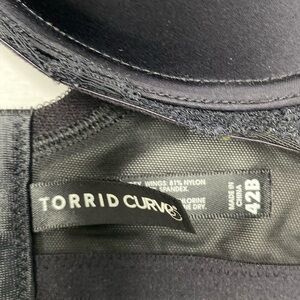 WINGS: 81% NYLON
SPANDEX.
TORRID CURVE
DRY.
MADE IN
CHINA
42B